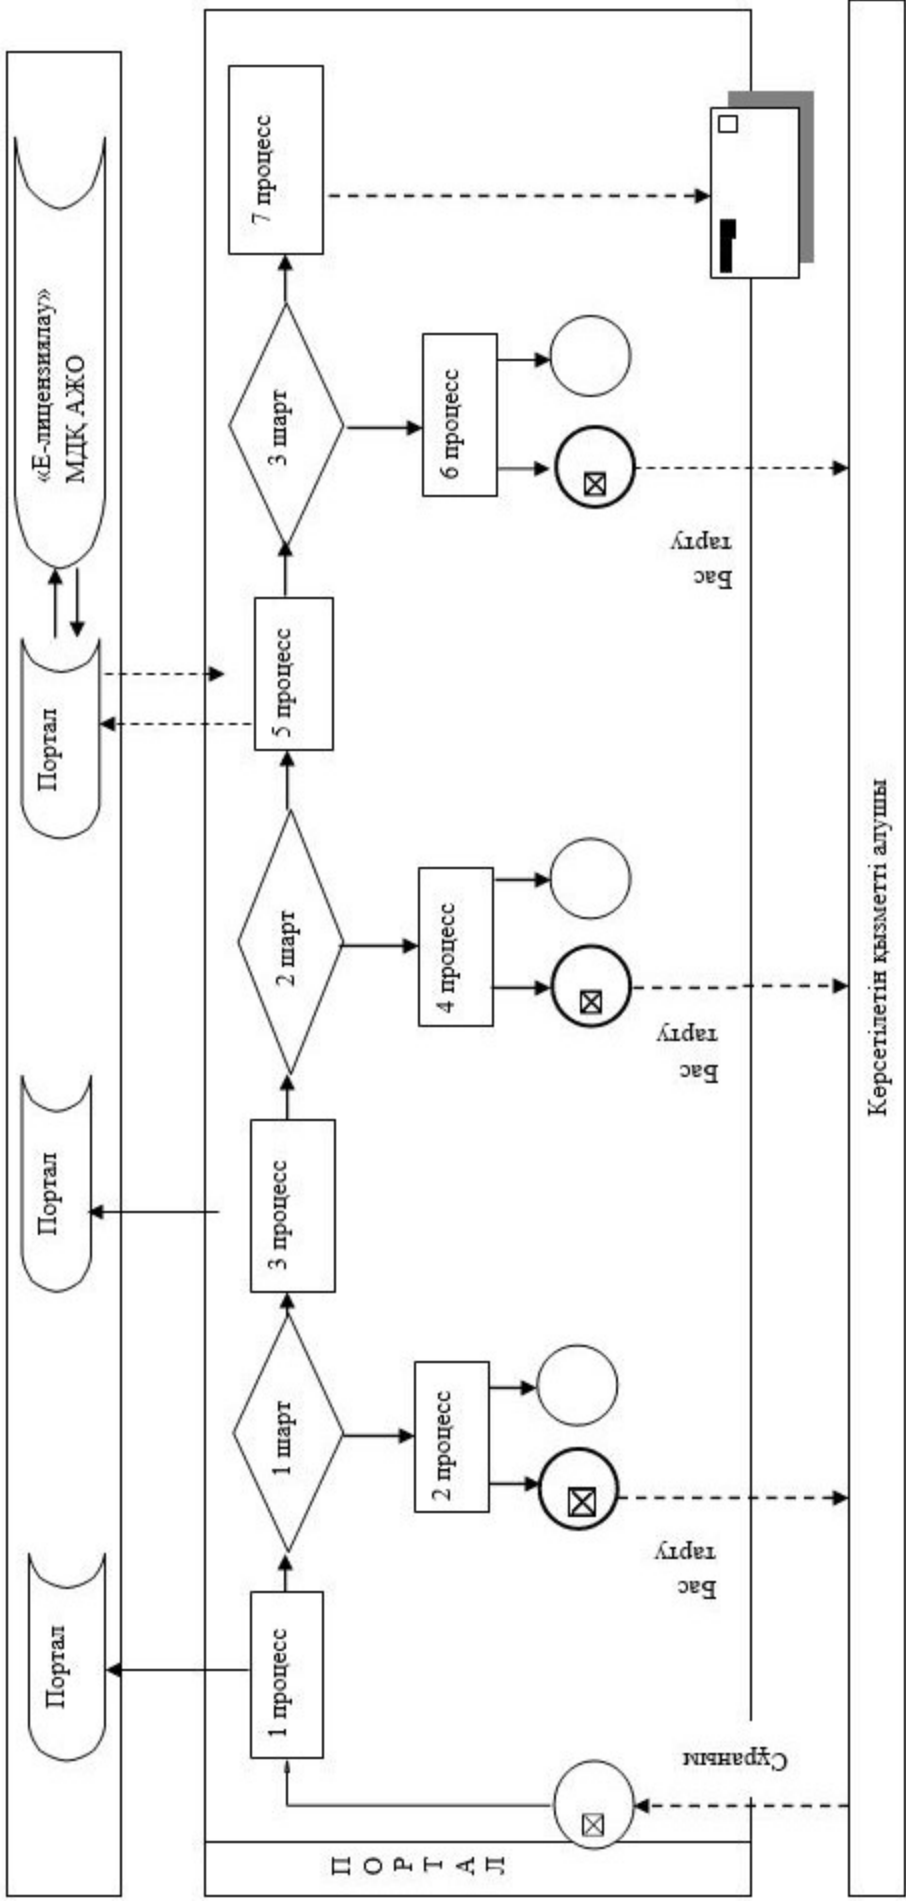 Портал
Портал
Портал
«Е-лицензиялау»
МДҚ АЖО
1 процесс
1 шарт
3 процесс
2 шарт
5 процесс
3 шарт
7 процесс
2 процесс
4 процесс
6 процесс
Бас
тарту
Бас
тарту
Бас
тарту
Сұраным
ПОРТАЛ
Көрсетілетін қызметті алушы